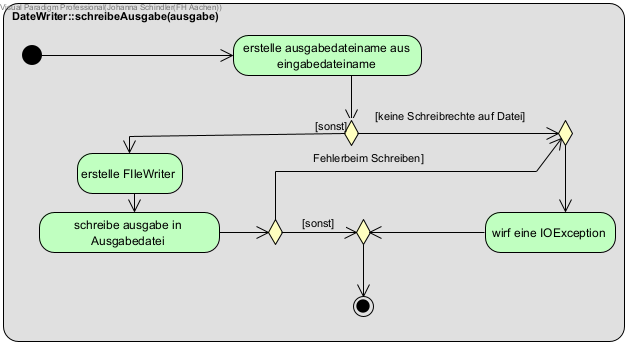 Visual Paradigm Professional(Johanna Schindler(FH Aachen))
DateWriter::schreibeAusgabe(ausgabe)
erstelle ausgabedateiname aus
eingabedateiname
[keine Schreibrechte auf Datei]
[sonst]
Fehlerbeim Schreiben]
erstelle FIleWriter
schreibe ausgabe in
Ausgabedatei
[sonst]
wirf eine IOException